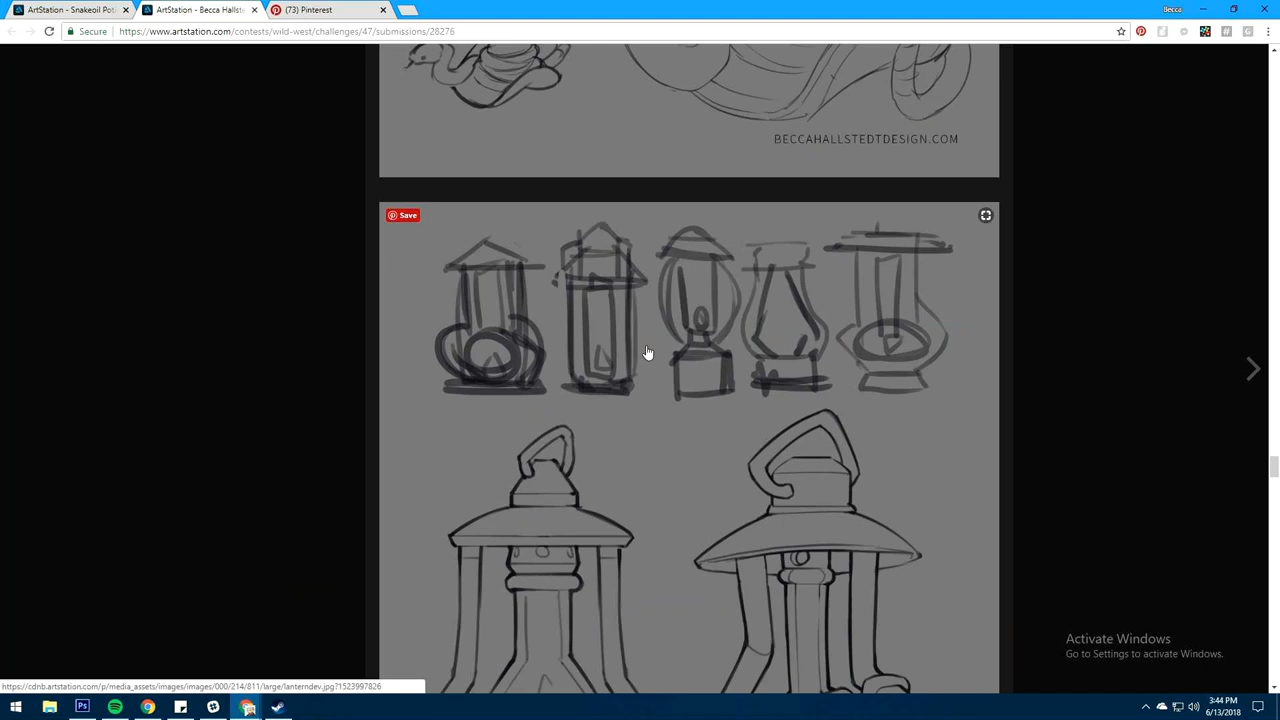 ArtStation - Snakeoil Pot
ArtStation - Becca Hallst
(73) Pinterest
Becca
Secure
https://www.artstation.com/contests/wild-west/challenges/47/submissions/28276
BECCAHALLSTEDTDESIGN.COM
Save
Activate Windows
Go to Settings to activate Windows.
https://cdnb.artstation.com/p/media_assets/images/images/000/214/811/large/lanterndev.jpg?1523997826
Ps
3:44 PM
6/13/2018